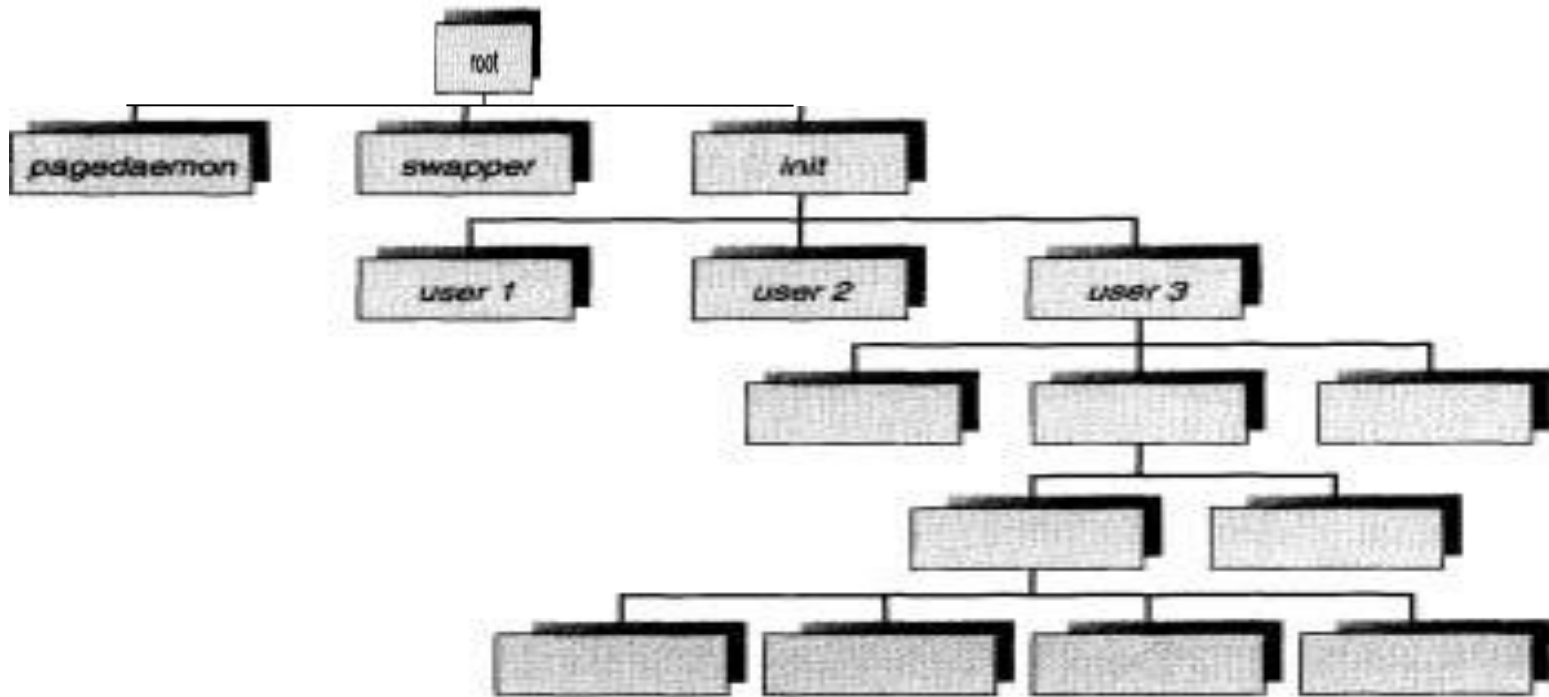 root
pagedaemon
swapper
init
user 1
user 2
user 3